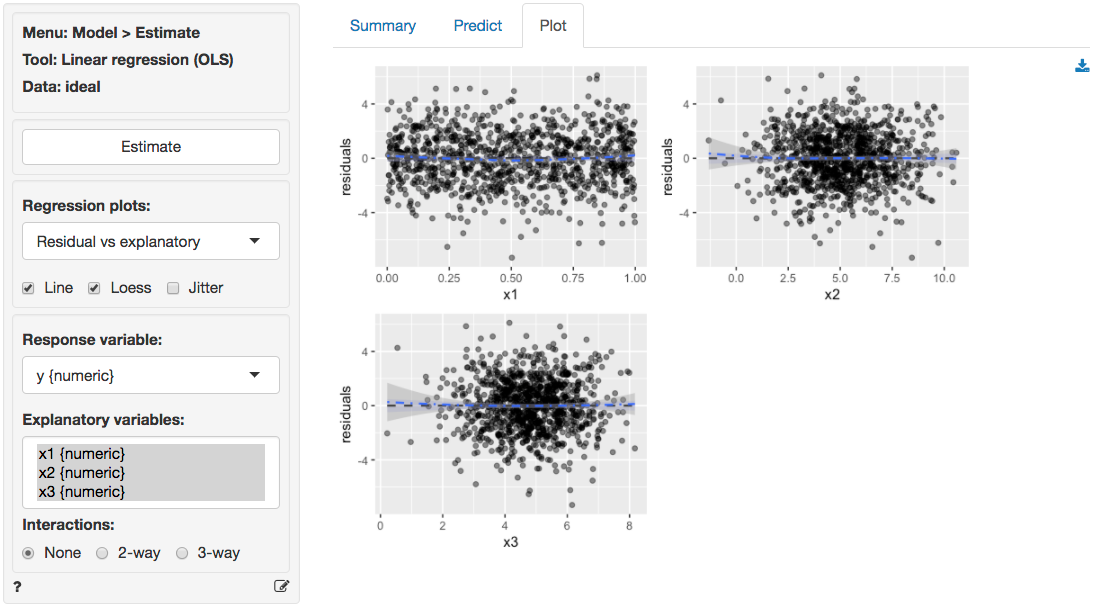 Menu: Model > Estimate
Tool: Linear regression (OLS)
Data: ideal
Estimate
Regression plots:
Residual vs explanatory
Line Loess Jitter
Response variable:
y {numeric}
Explanatory variables:
x1 {numeric}
x2 {numeric}
x3 {numeric}
Interactions:
None 2-way 3-way
?
Summary Predict Plot
residuals
4
0
-4
0.00 0.25 0.50 0.75 1.00
x1
residuals
4
0
-4
0.0 2.5 5.0 7.5 10.0
x2
residuals
4
0
-4
0 2 4 6 8
x3